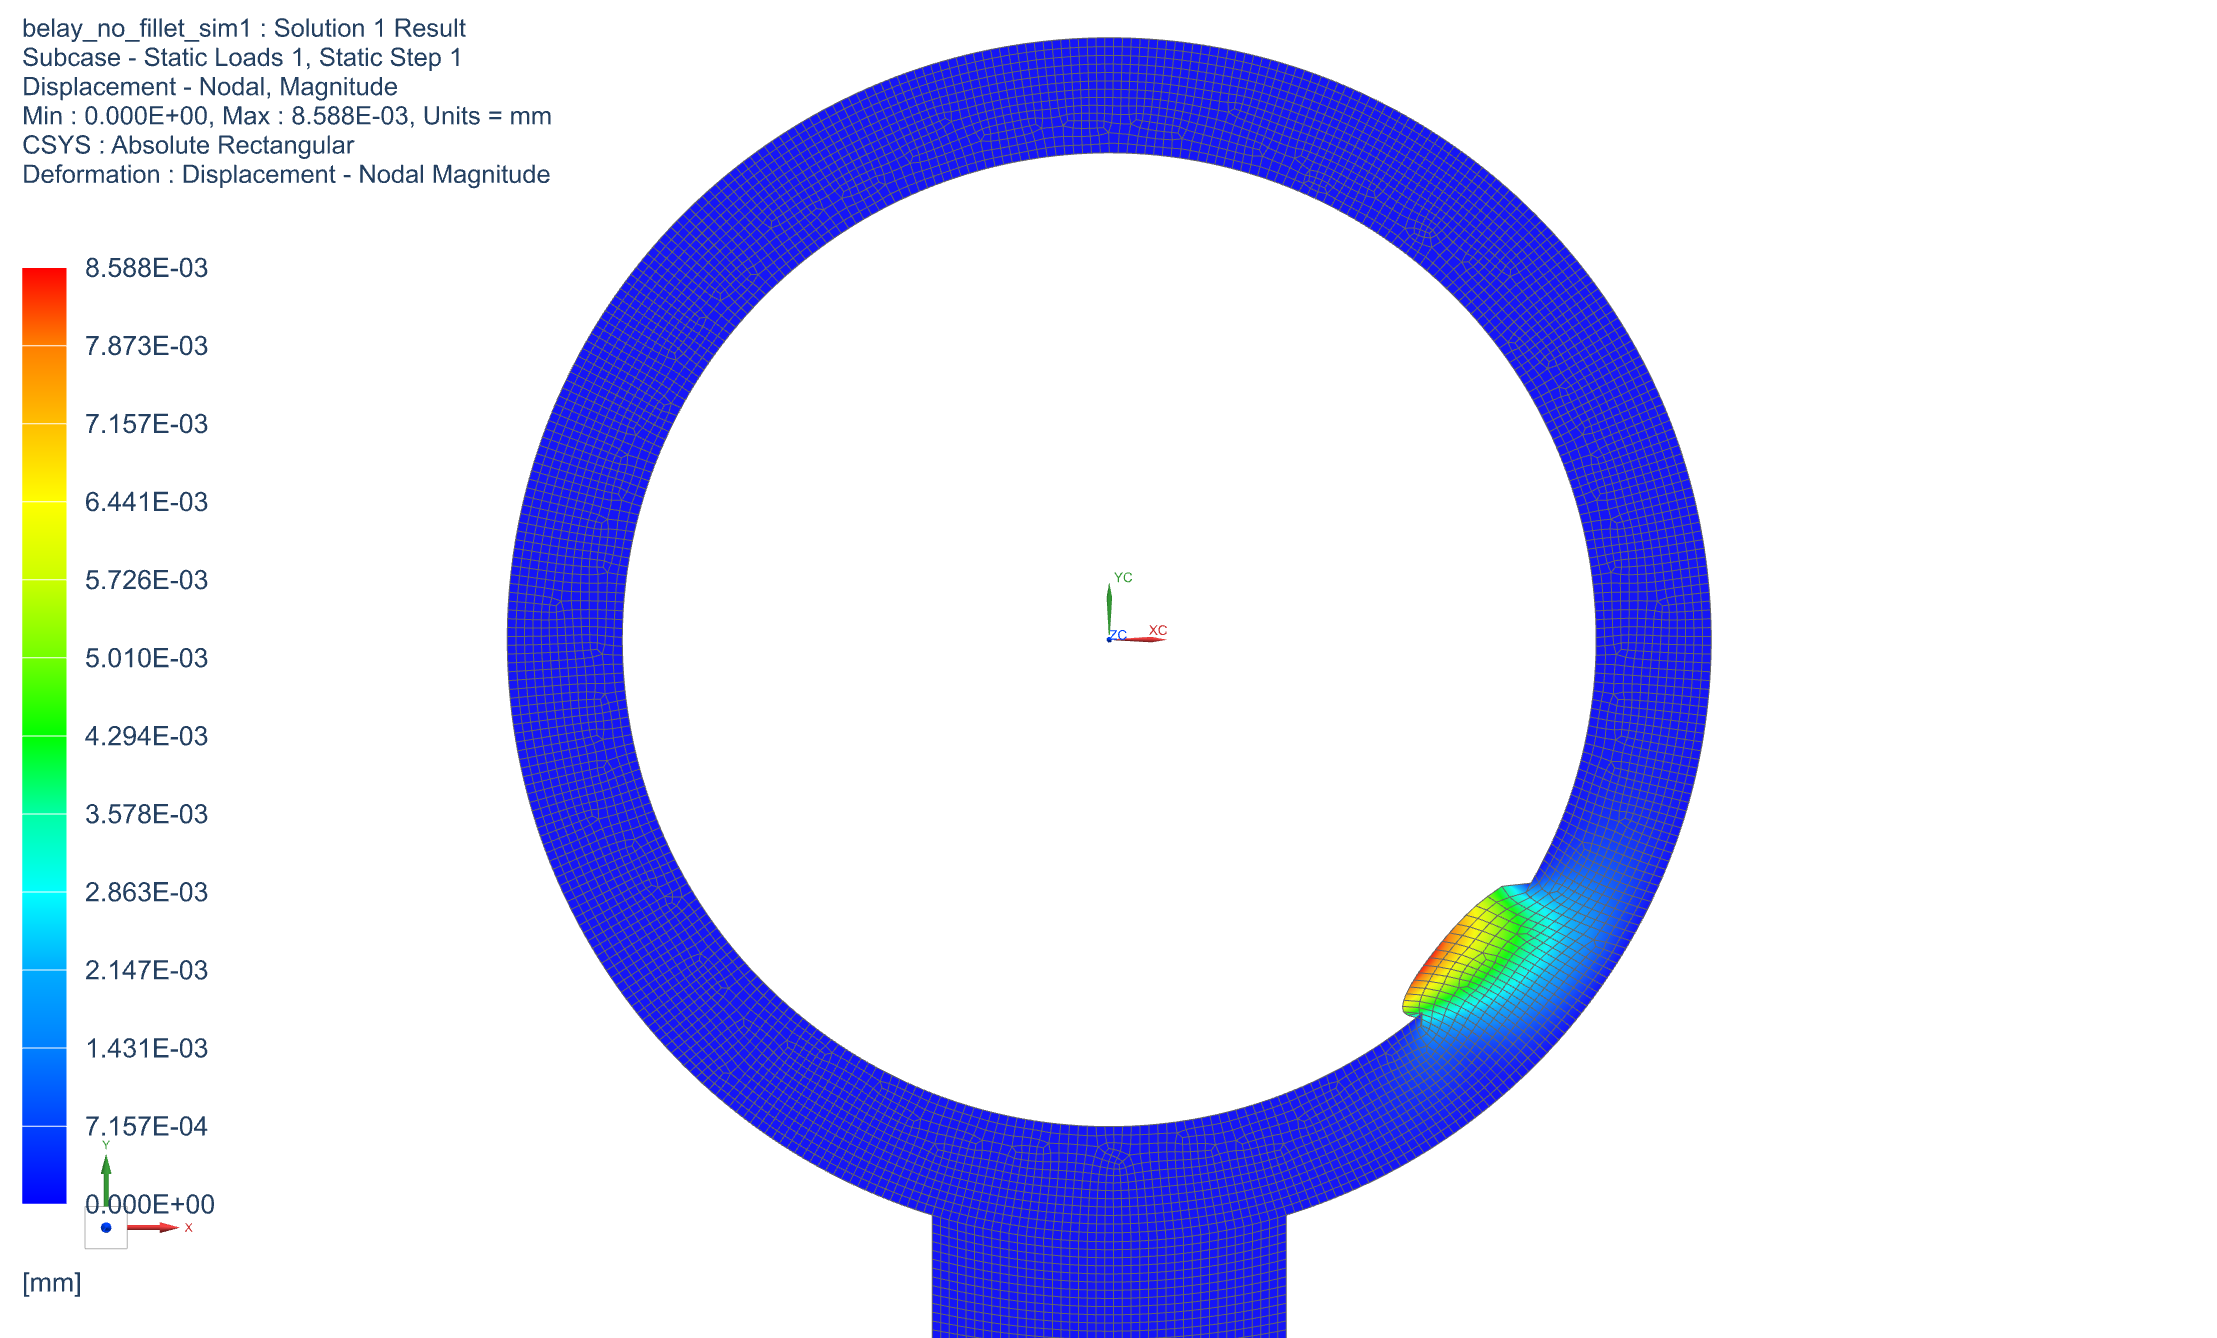 belay_no_fillet_sim1 : Solution 1 Result
Subcase - Static Loads 1, Static Step 1
Displacement - Nodal, Magnitude
Min : 0.000E+00, Max : 8.588E-03, Units = mm
CSYS : Absolute Rectangular
Deformation : Displacement - Nodal Magnitude
8.588E-03
7.873E-03
7.157E-03
6.441E-03
5.726E-03
5.010E-03
4.294E-03
3.578E-03
2.863E-03
2.147E-03
1.431E-03
7.157E-04
0.000E+00
Y
X
[mm]
YC
ZC
XC